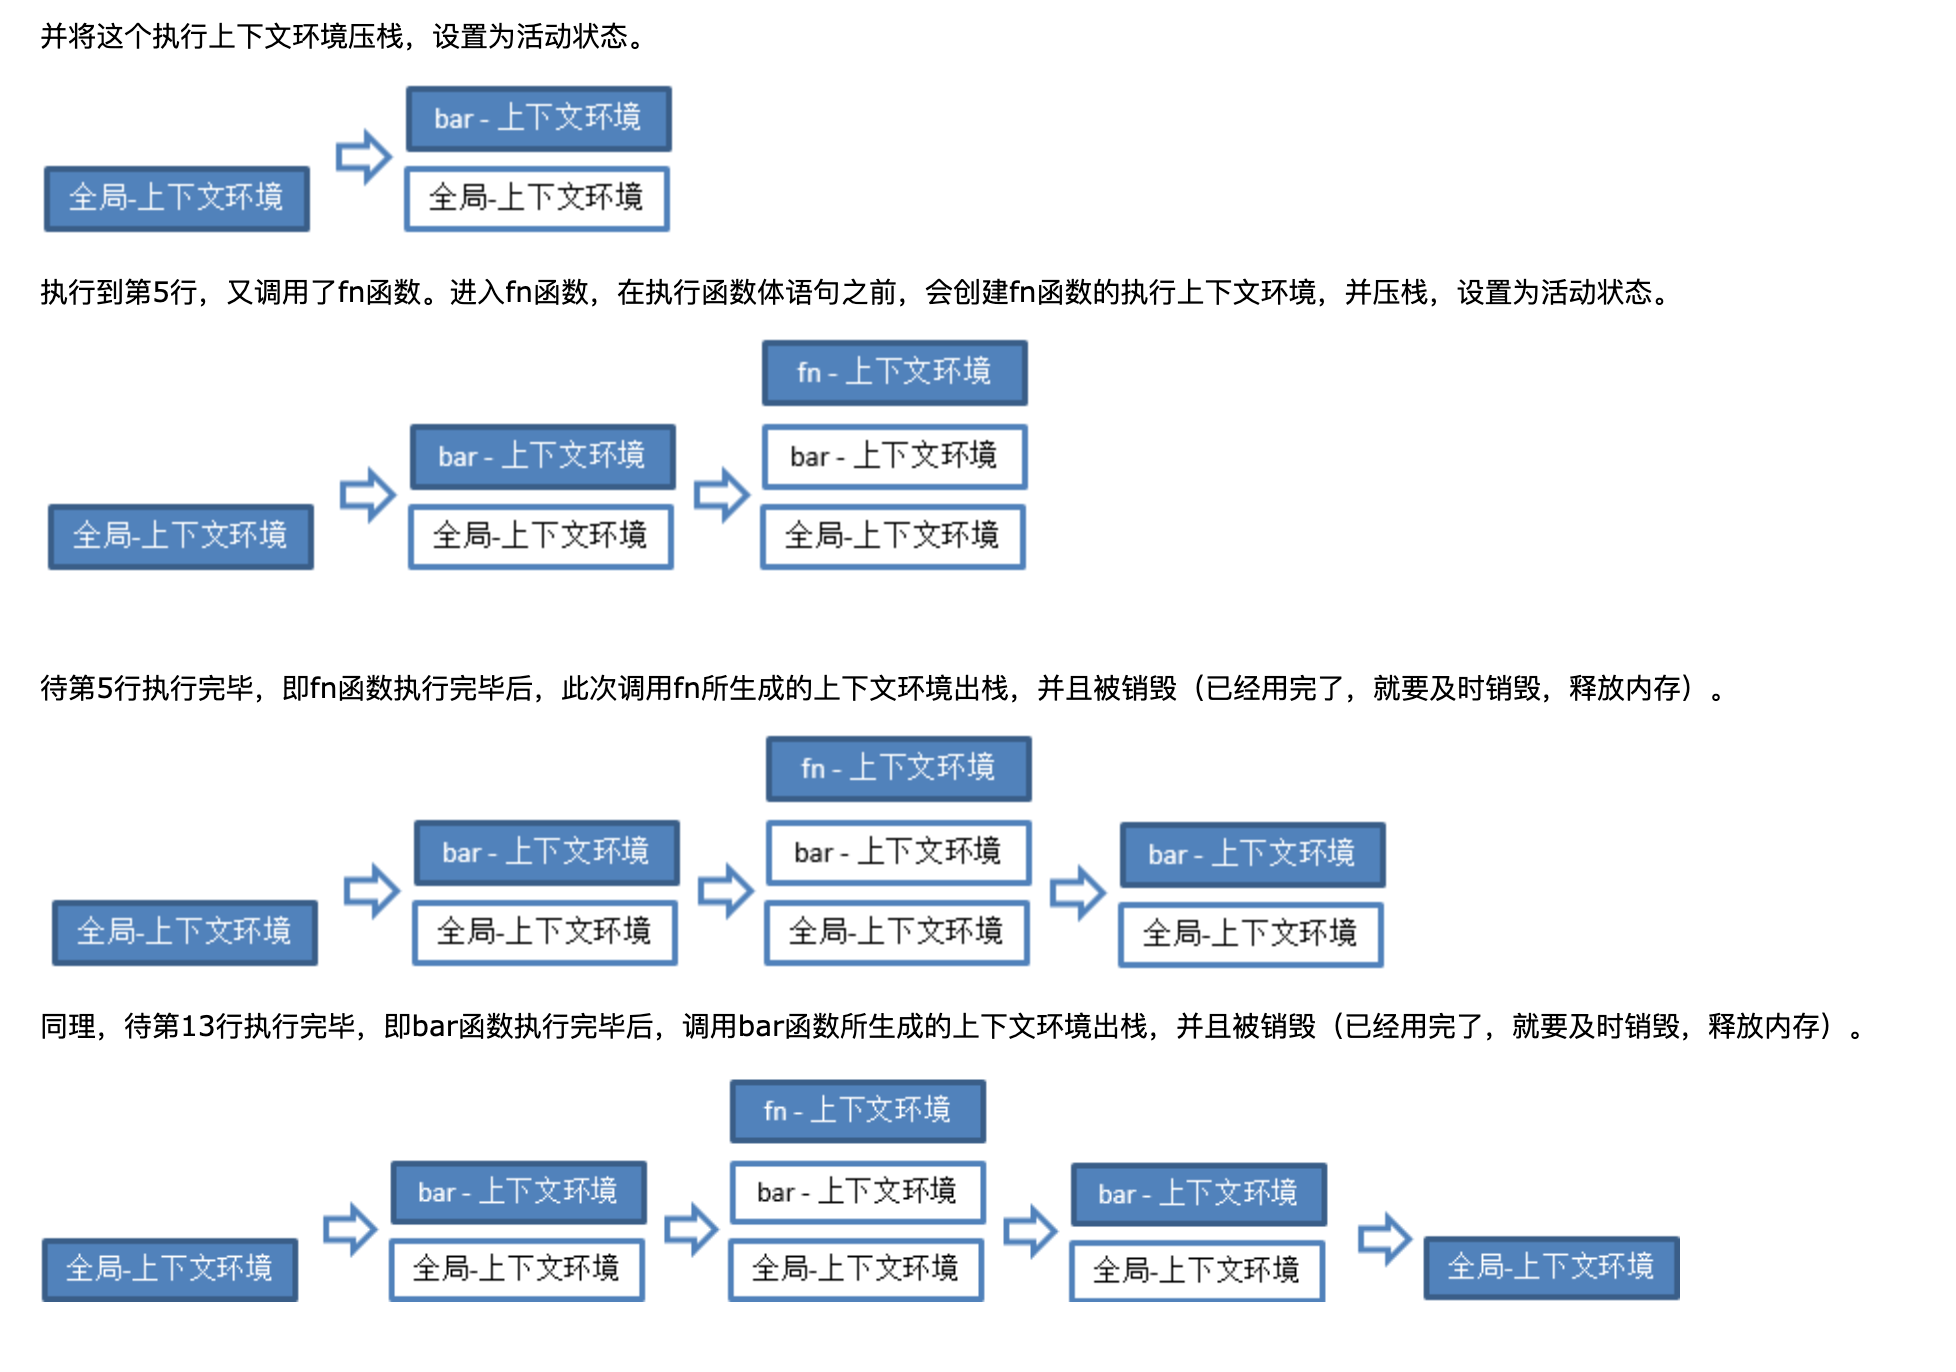 并将这个执行上下文环境压栈，设置为活动状态。
bar - 上下文环境
全局-上下文环境
全局-上下文环境
执行到第5行，又调用了fn函数。进入fn函数，在执行函数体语句之前，会创建fn函数的执行上下文环境，并压栈，设置为活动状态。
fn - 上下文环境
bar - 上下文环境
bar - 上下文环境
全局-上下文环境
全局-上下文环境
全局-上下文环境
待第5行执行完毕，即fn函数执行完毕后，此次调用fn所生成的上下文环境出栈，并且被销毁（已经用完了，就要及时销毁，释放内存）。
fn - 上下文环境
bar - 上下文环境
bar - 上下文环境
bar - 上下文环境
全局-上下文环境
全局-上下文环境
全局-上下文环境
全局-上下文环境
同理，待第13行执行完毕，即bar函数执行完毕后，调用bar函数所生成的上下文环境出栈，并且被销毁（已经用完了，就要及时销毁，释放内存）。
fn - 上下文环境
bar - 上下文环境
bar - 上下文环境
bar - 上下文环境
全局-上下文环境
全局-上下文环境
全局-上下文环境
全局-上下文环境
全局-上下文环境